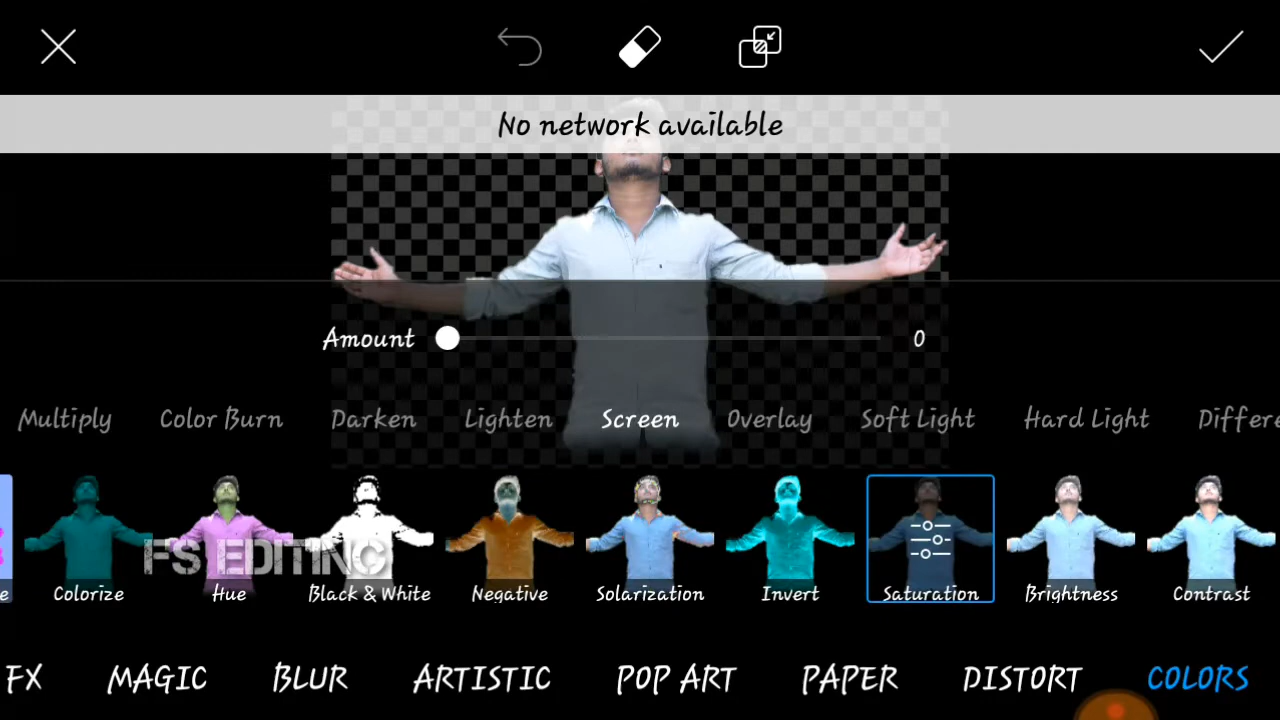 No network available
Amount 0
Multiply Color Burn Darken Lighten Screen Overlay Soft Light Hard Light Differe
e Colorize Hue Black & White Negative Solarization Invert Saturation Brightness Contrast
FS EDITING
FX MAGIC BLUR ARTISTIC POP ART PAPER DISTORT COLORS